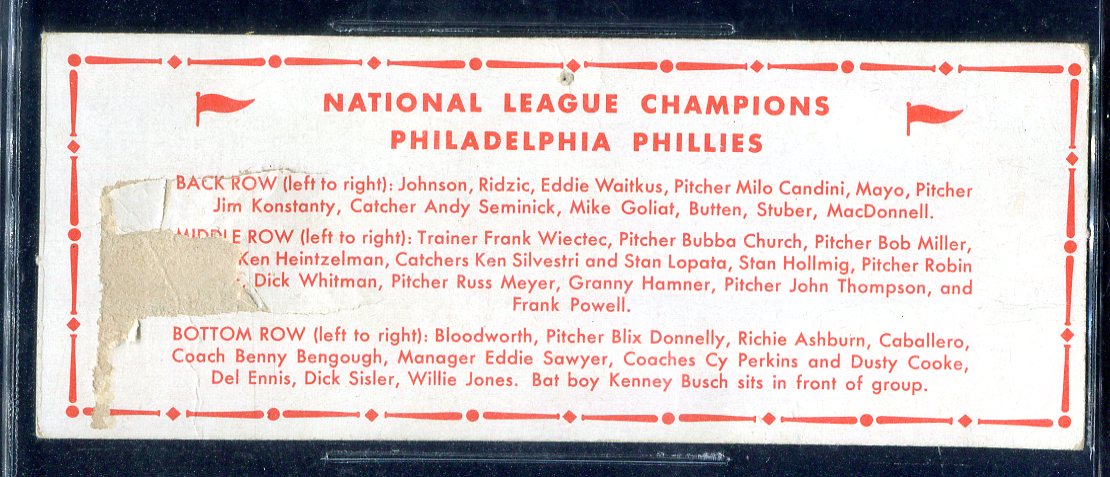 NATIONAL LEAGUE CHAMPIONS
PHILADELPHIA PHILLIES
BACK ROW (left to right): Johnson, Ridzic, Eddie Waitkus, Pitcher Milo Candini, Mayo, Pitcher
Jim Konstanty, Catcher Andy Seminick, Mike Goliat, Butten, Stuber, MacDonnell.
MIDDLE ROW (left to right): Trainer Frank Wiectec, Pitcher Bubba Church, Pitcher Bob Miller,
Ken Heintzelman, Catchers Ken Silvestri and Stan Lopata, Stan Hollmig, Pitcher Robin
, Dick Whitman, Pitcher Russ Meyer, Granny Hamner, Pitcher John Thompson, and
Frank Powell.
BOTTOM ROW (left to right): Bloodworth, Pitcher Blix Donnelly, Richie Ashburn, Caballero,
Coach Benny Bengough, Manager Eddie Sawyer, Coaches Cy Perkins and Dusty Cooke,
Del Ennis, Dick Sisler, Willie Jones. Bat boy Kenney Busch sits in front of group.